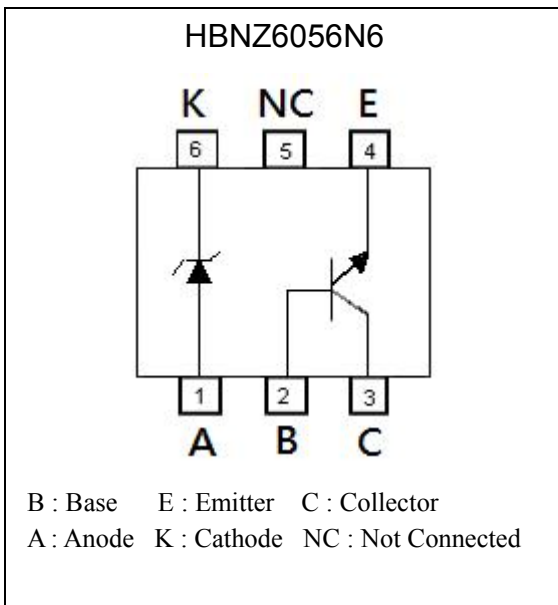 HBNZ6056N6
K NC E
6 5 4
1 2 3
A B C
B : Base E : Emitter C : Collector
A : Anode K : Cathode NC : Not Connected